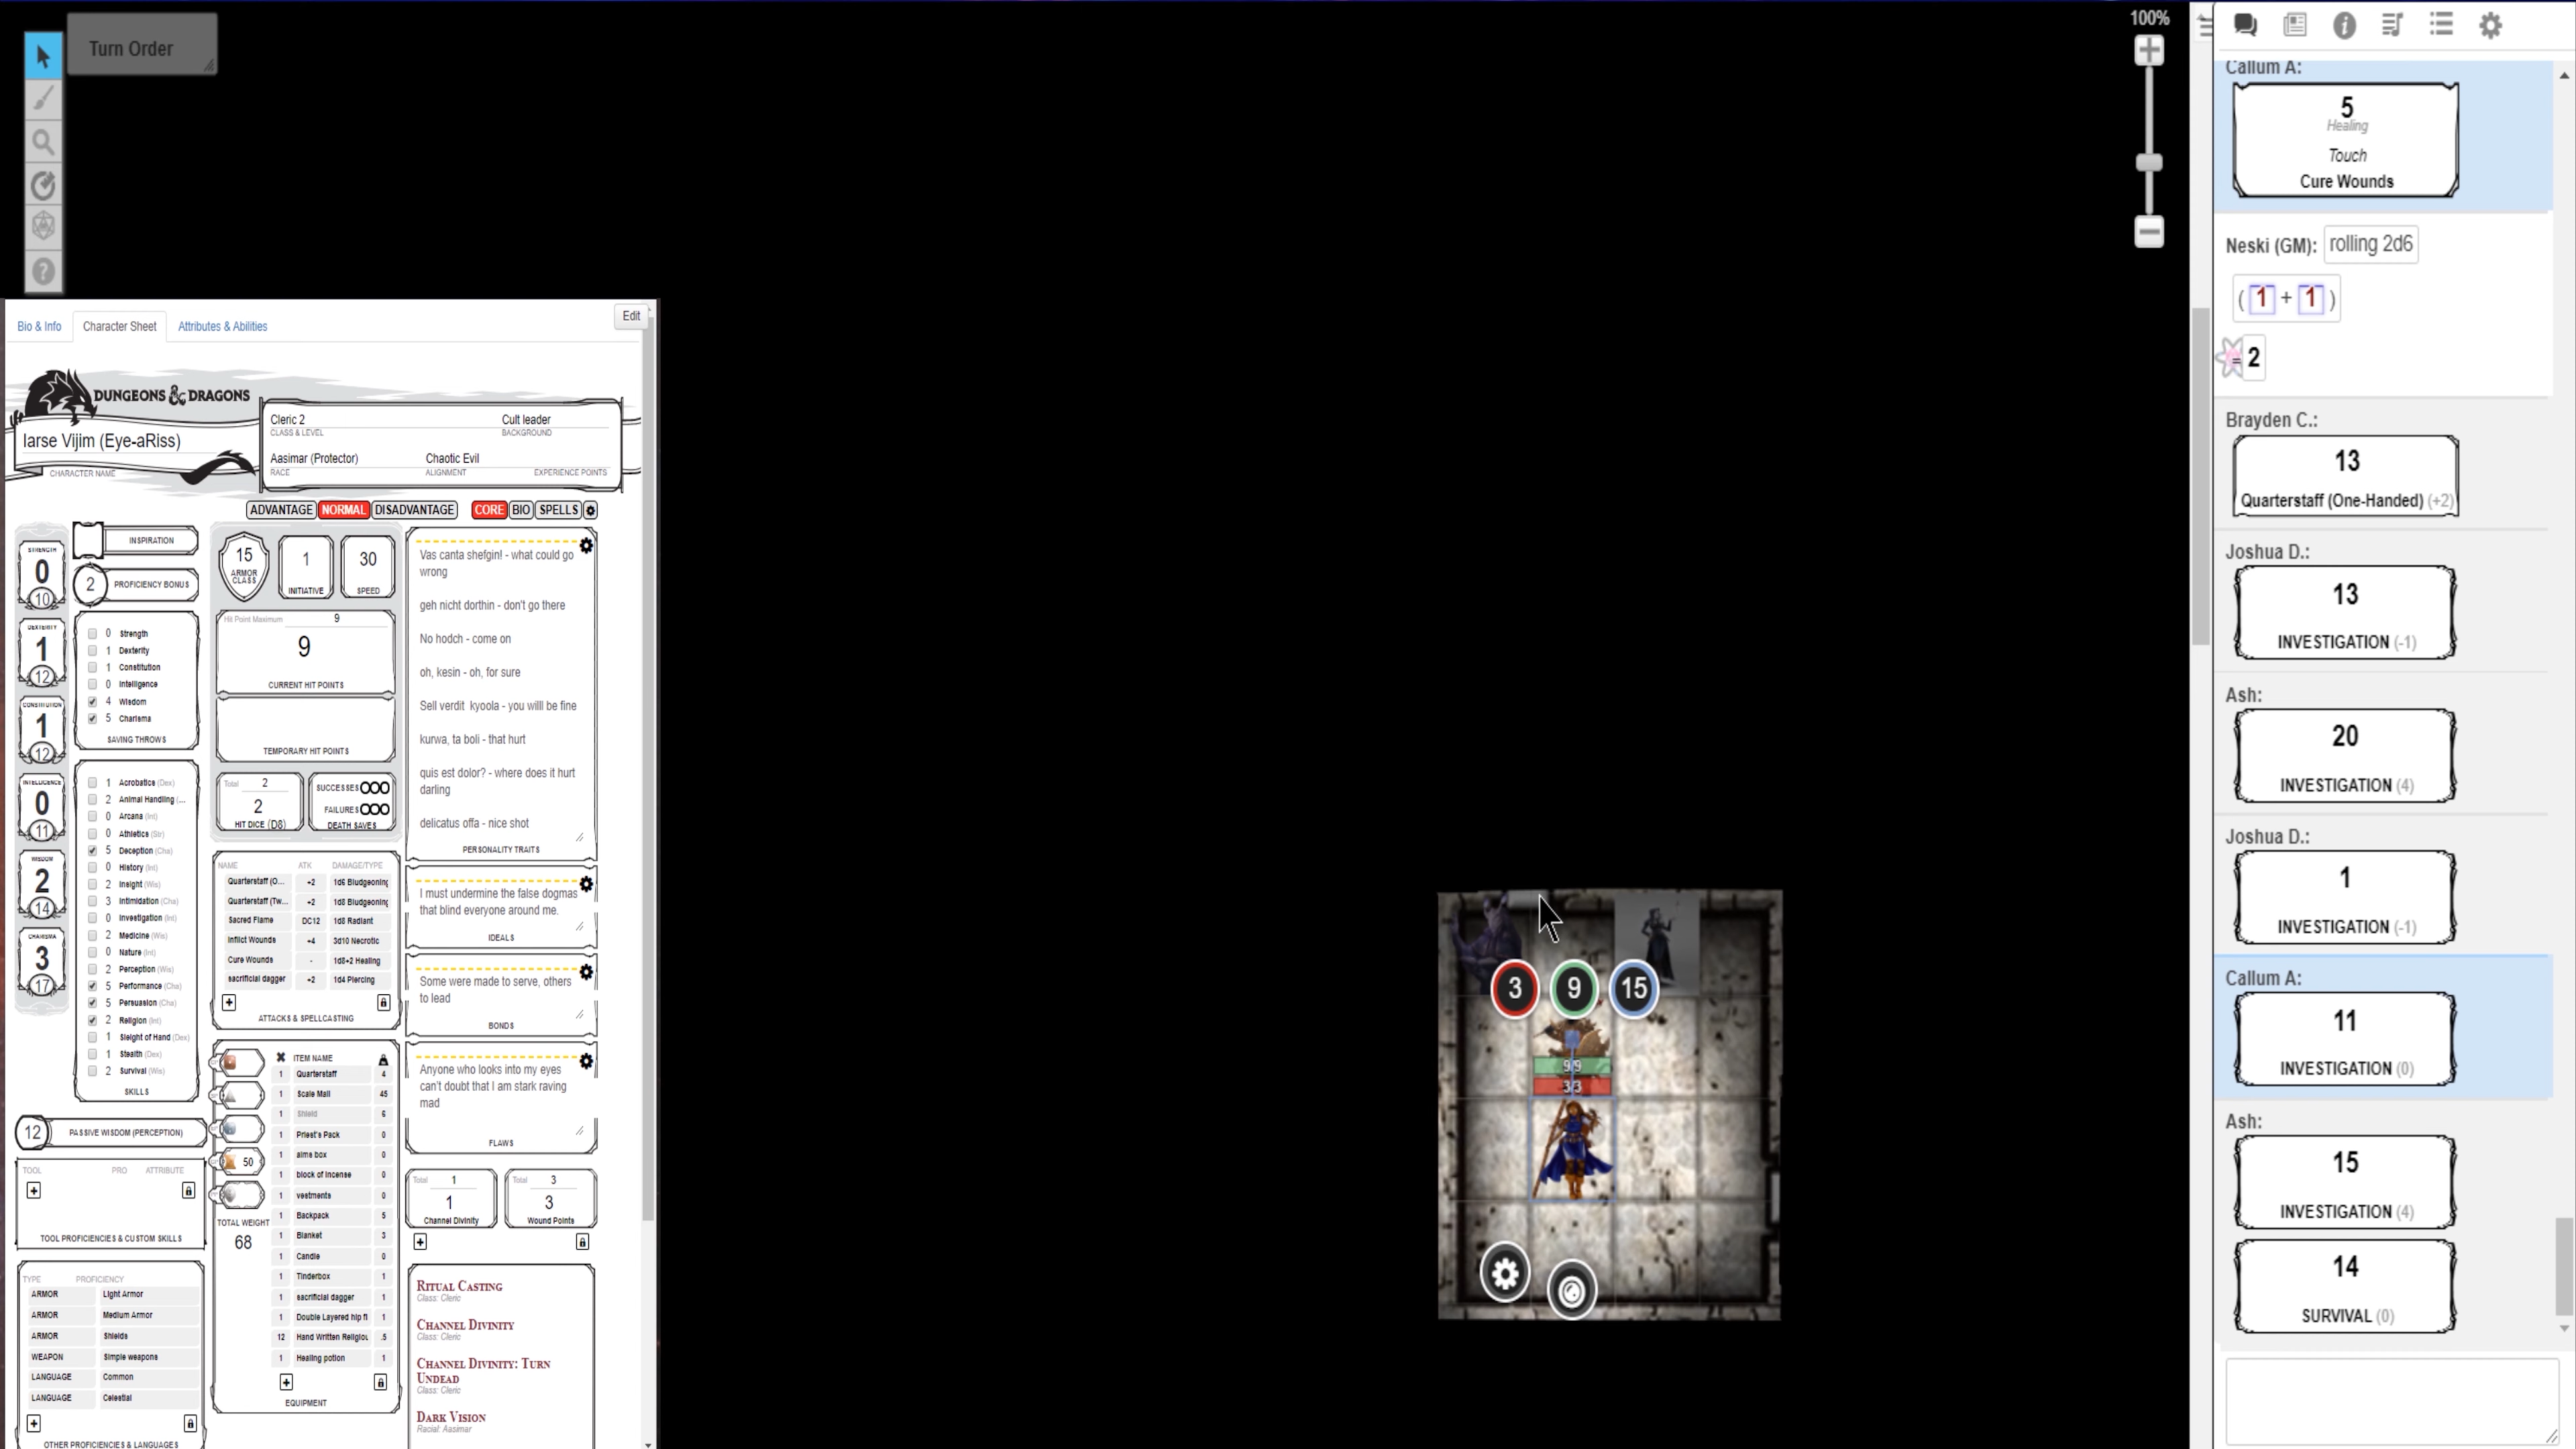 Turn Order
100%
Bio & Info
Character Sheet
Attributes & Abilities
Edit
DUNGEONS & DRAGONS
Iarse Vijim (Eye-aRiss)
CHARACTER NAME
Cleric 2
CLASS & LEVEL
Cult leader
BACKGROUND
Aasimar (Protector)
RACE
Chaotic Evil
ALIGNMENT
EXPERIENCE POINTS
ADVANTAGE NORMAL DISADVANTAGE
CORE BIO SPELLS
STRENGTH
0
10
DEXTERITY
1
12
CONSTITUTION
1
12
INTELLIGENCE
0
11
WISDOM
2
14
CHARISMA
3
17
INSPIRATION
2 PROFICIENCY BONUS
0 Strength
1 Dexterity
1 Constitution
0 Intelligence
4 Wisdom
5 Charisma
SAVING THROWS
1 Acrobatics (Dex)
2 Animal Handling (...
0 Arcana (Int)
0 Athletics (Str)
5 Deception (Cha)
0 History (Int)
2 Insight (Wis)
3 Intimidation (Cha)
0 Investigation (Int)
2 Medicine (Wis)
0 Nature (Int)
2 Perception (Wis)
5 Performance (Cha)
5 Persuasion (Cha)
2 Religion (Int)
1 Sleight of Hand (Dex)
1 Stealth (Dex)
2 Survival (Wis)
SKILLS
12 PASSIVE WISDOM (PERCEPTION)
TOOL PRO ATTRIBUTE
TOOL PROFICIENCIES & CUSTOM SKILLS
TYPE PROFICIENCY
ARMOR Light Armor
ARMOR Medium Armor
ARMOR Shields
WEAPON Simple weapons
LANGUAGE Common
LANGUAGE Celestial
OTHER PROFICIENCIES & LANGUAGES
15
ARMOR
CLASS
1
INITIATIVE
30
SPEED
Hit Point Maximum 9
9
CURRENT HIT POINTS
TEMPORARY HIT POINTS
Total 2
2
HIT DICE (D8)
SUCCESSES
FAILURES
DEATH SAVES
NAME ATK DAMAGE/TYPE
Quarterstaff (O... +2 1d6 Bludgeoning
Quarterstaff (Tw... +2 1d8 Bludgeoning
Sacred Flame DC12 1d8 Radiant
Inflict Wounds +4 3d10 Necrotic
Cure Wounds - 1d8+2 Healing
sacrificial dagger +2 1d4 Piercing
ATTACKS & SPELLCASTING
50
TOTAL WEIGHT
68
ITEM NAME
1 Quarterstaff 4
1 Scale Mail 45
1 Shield 6
1 Priest's Pack 0
1 alms box 0
1 block of incense 0
1 vestments 0
1 Backpack 5
1 Blanket 3
1 Candle 0
1 Tinderbox 1
1 sacrificial dagger 1
1 Double Layered hip fl 1
12 Hand Written Religiou .5
1 Healing potion 1
EQUIPMENT
Vas canta shefgin! - what could go
wrong
geh nicht dorthin - don't go there
No hodch - come on
oh, kesin - oh, for sure
Sell verdit kyoola - you willl be fine
kurwa, ta boli - that hurt
quis est dolor? - where does it hurt
darling
delicatus offa - nice shot
PERSONALITY TRAITS
I must undermine the false dogmas
that blind everyone around me.
IDEALS
Some were made to serve, others
to lead
BONDS
Anyone who looks into my eyes
can't doubt that I am stark raving
mad
FLAWS
Total 1
1
Channel Divinity
Total 3
3
Wound Points
RITUAL CASTING
Class: Cleric
CHANNEL DIVINITY
Class: Cleric
CHANNEL DIVINITY: TURN
UNDEAD
Class: Cleric
DARK VISION
Racial: Aasimar
3 9 15
9/9
3/3
Callum A:
5
Healing
Touch
Cure Wounds
Neski (GM): rolling 2d6
(1 + 1)
= 2
Brayden C.:
13
Quarterstaff (One-Handed) (+2)
Joshua D.:
13
INVESTIGATION (-1)
Ash:
20
INVESTIGATION (4)
Joshua D.:
1
INVESTIGATION (-1)
Callum A:
11
INVESTIGATION (0)
Ash:
15
INVESTIGATION (4)
14
SURVIVAL (0)